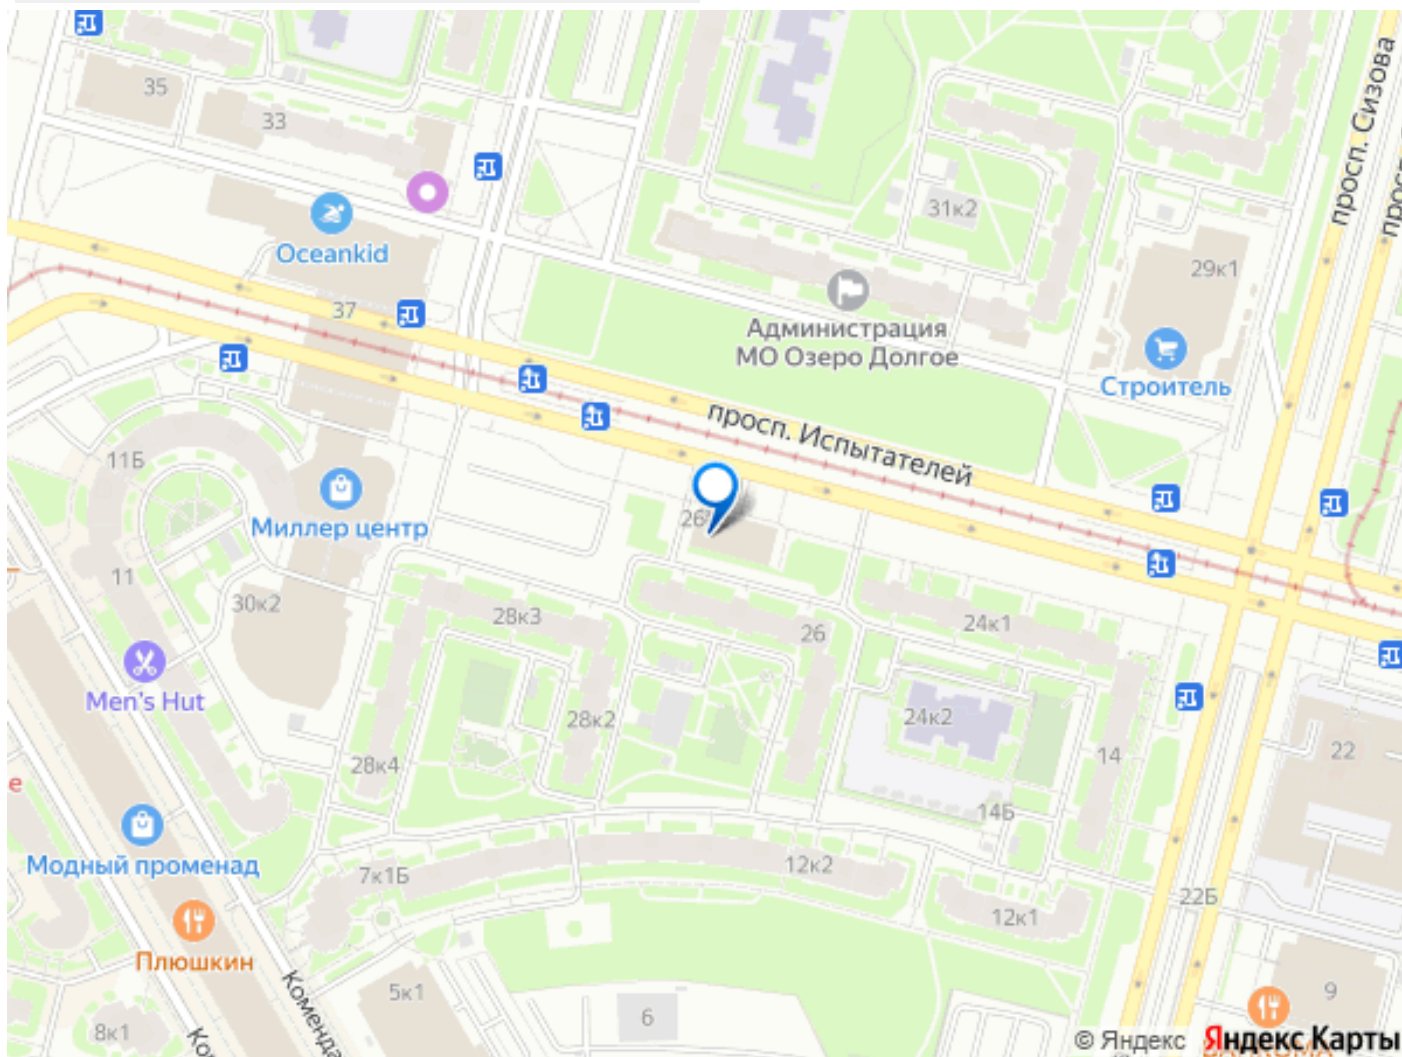 35
33
просп. Сизова
31к2
Oceankid
29к1
37
Администрация
МО Озеро Долгое
Строитель
просп. Испытателей
11Б
Миллер центр
11
30к2
28к3
26
24к1
Men's Hut
28к2
24к2
28к4
14
22
14Б
Модный променад
7к1Б
12к2
22Б
12к1
Плюшкин
5к1
6
9
8к1
© Яндекс
Яндекс Карты